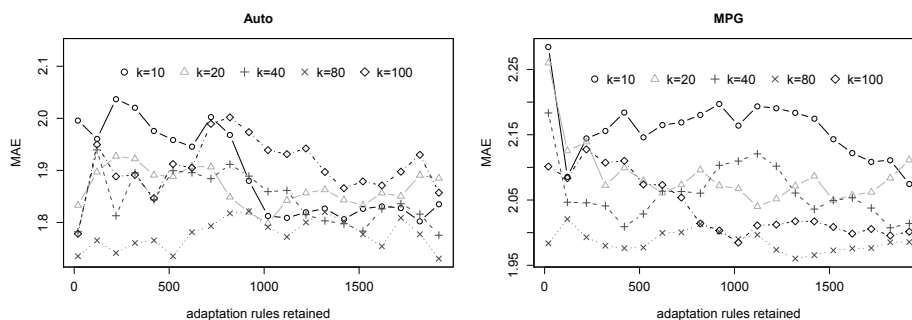 Auto
MAE
2.1
2.0
1.9
1.8
k=10 k=20 k=40 k=80 k=100
0 500 1000 1500
adaptation rules retained
MPG
MAE
2.25
2.15
2.05
1.95
k=10 k=20 k=40 k=80 k=100
0 500 1000 1500
adaptation rules retained